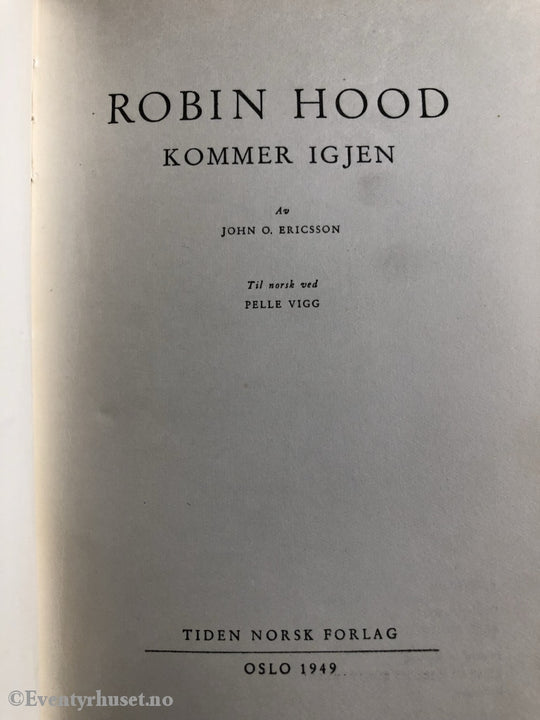 ROBIN HOOD
KOMMER IGJEN
Av
JOHN O. ERICSSON
Til norsk ved
PELLE VIGG
TIDEN NORSK FORLAG
OSLO 1949
©Eventyrhuset.no